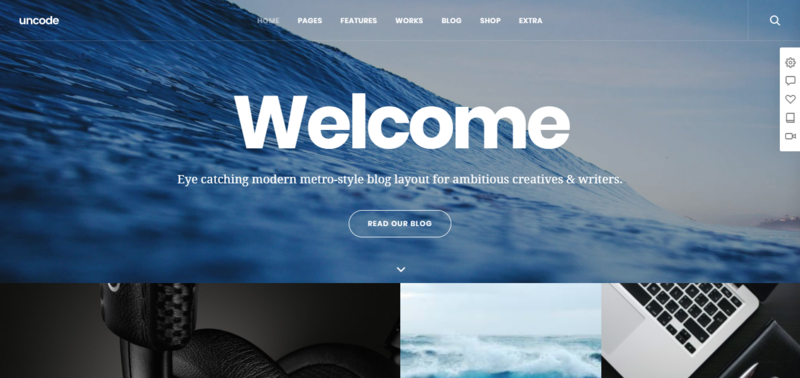 uncode
HOME PAGES FEATURES WORKS BLOG SHOP EXTRA
Welcome
Eye catching modern metro-style blog layout for ambitious creatives & writers.
READ OUR BLOG